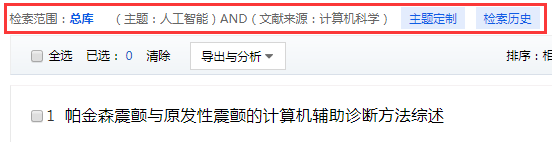 检索范围：总库 （主题：人工智能）AND（文献来源：计算机科学） 主题定制 检索历史
全选 已选：0 清除 导出与分析 排序：相
1 帕金森震颤与原发性震颤的计算机辅助诊断方法综述